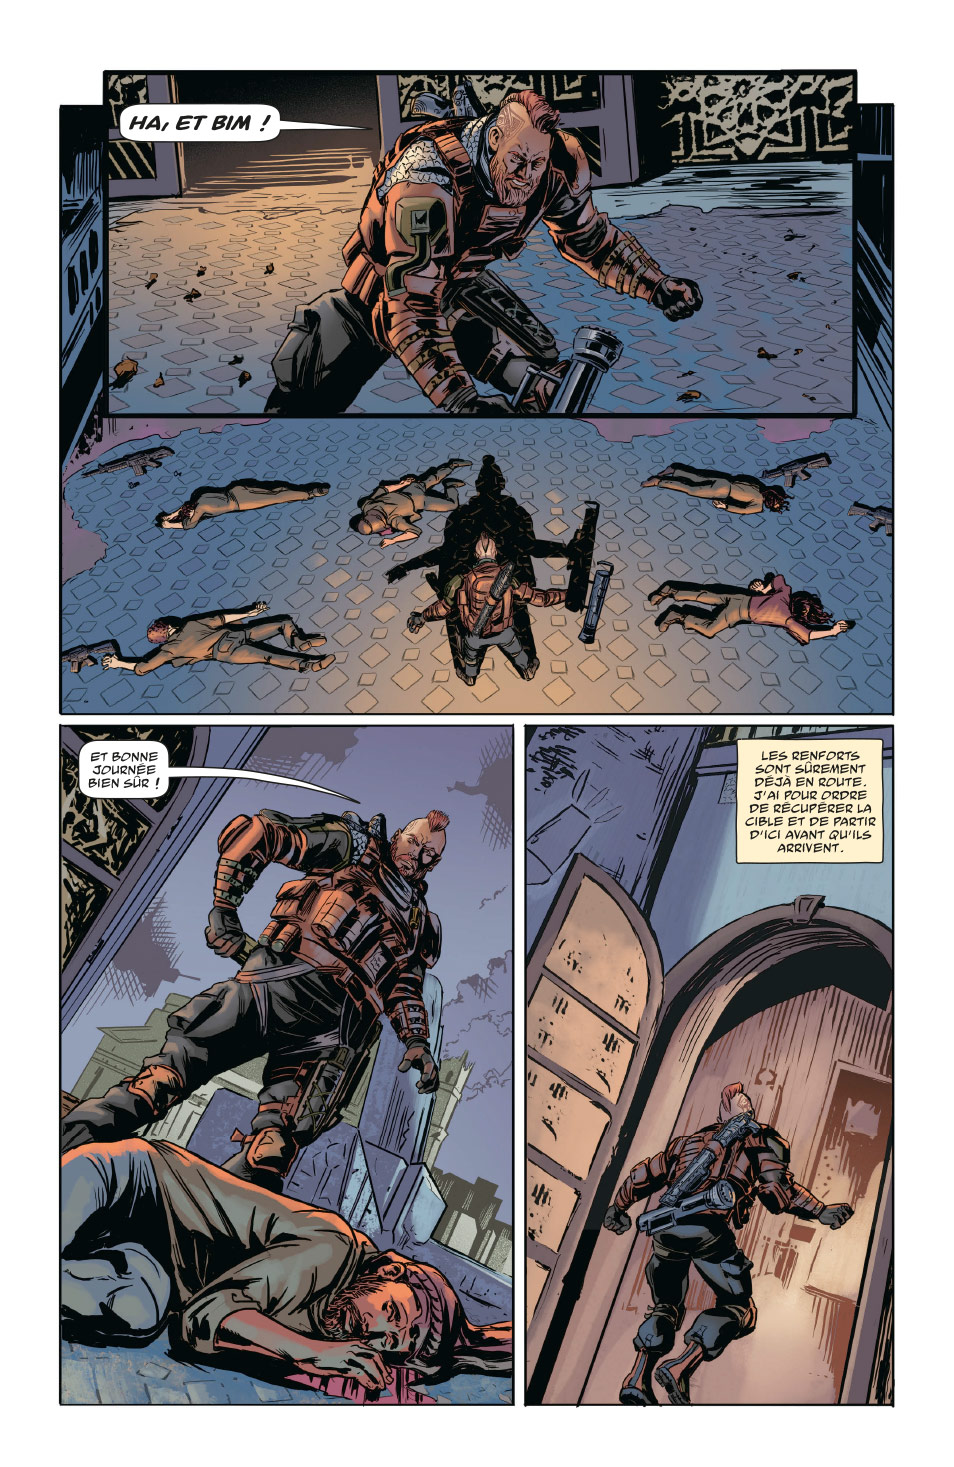 HA, ET BIM !
ET BONNE
JOURNÉE
BIEN SÛR !
LES RENFORTS
SONT SÛREMENT
DÉJÀ EN ROUTE.
J'AI POUR ORDRE
DE RÉCUPÉRER LA
CIBLE ET DE PARTIR
D'ICI AVANT QU'ILS
ARRIVENT.